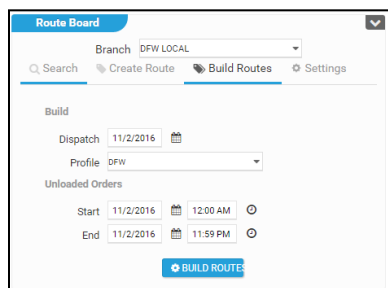 Route Board
Branch DFW LOCAL
Search Create Route Build Routes Settings
Build
Dispatch 11/2/2016
Profile DFW
Unloaded Orders
Start 11/2/2016 12:00 AM
End 11/2/2016 11:59 PM
BUILD ROUTES